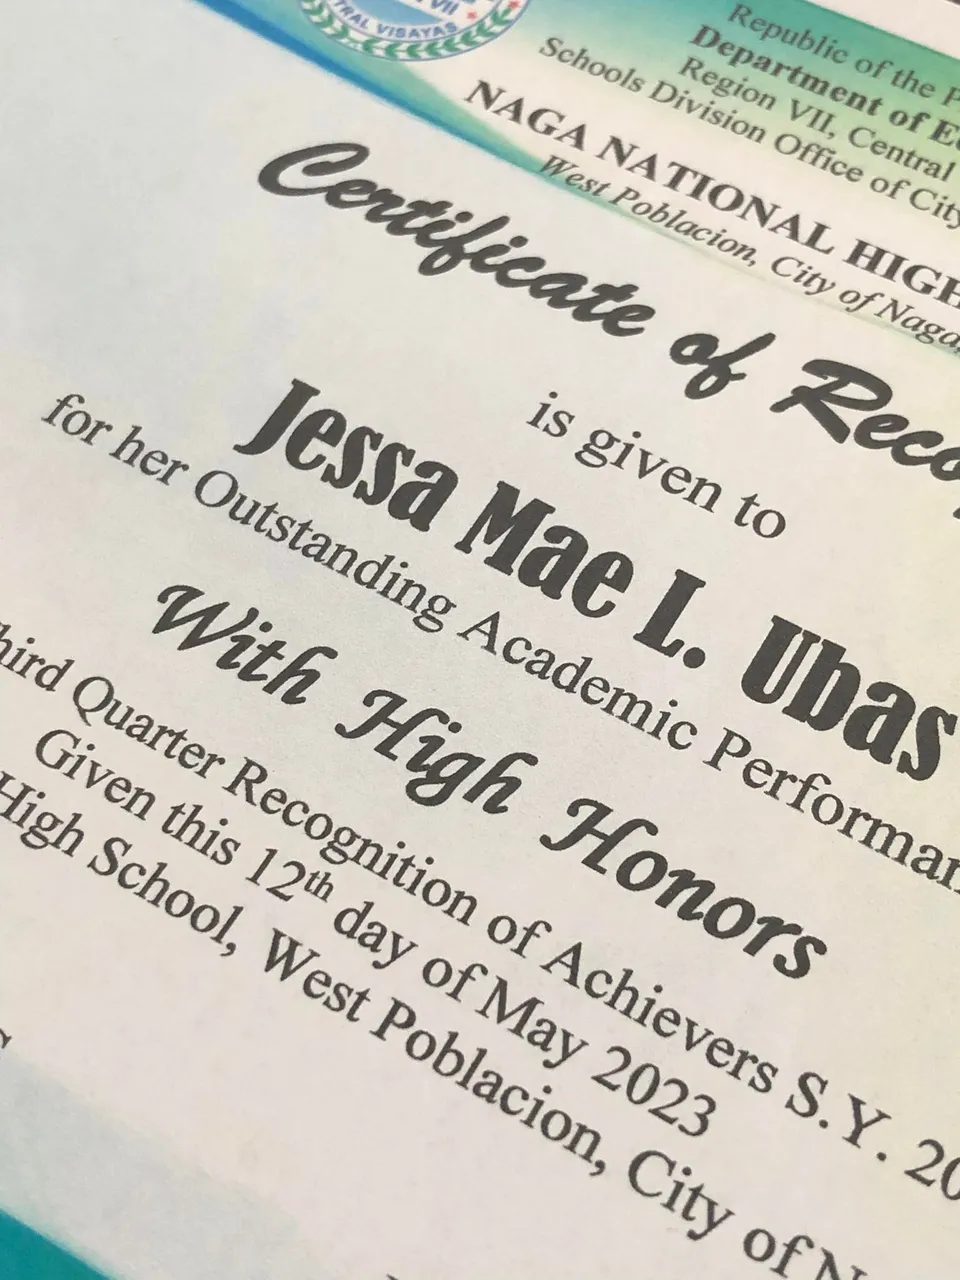 VII
TRAL VISAYAS
Republic of the P
Department of E
Region VII, Central
Schools Division Office of City
NAGA NATIONAL HIGH
West Poblacion, City of Naga,
Certificate of Reco
is given to
Jessa Mae L. Ubas
for her Outstanding Academic Performan
With High Honors
hird Quarter Recognition of Achievers S.Y. 20
Given this 12th day of May 2023
High School, West Poblacion, City of N